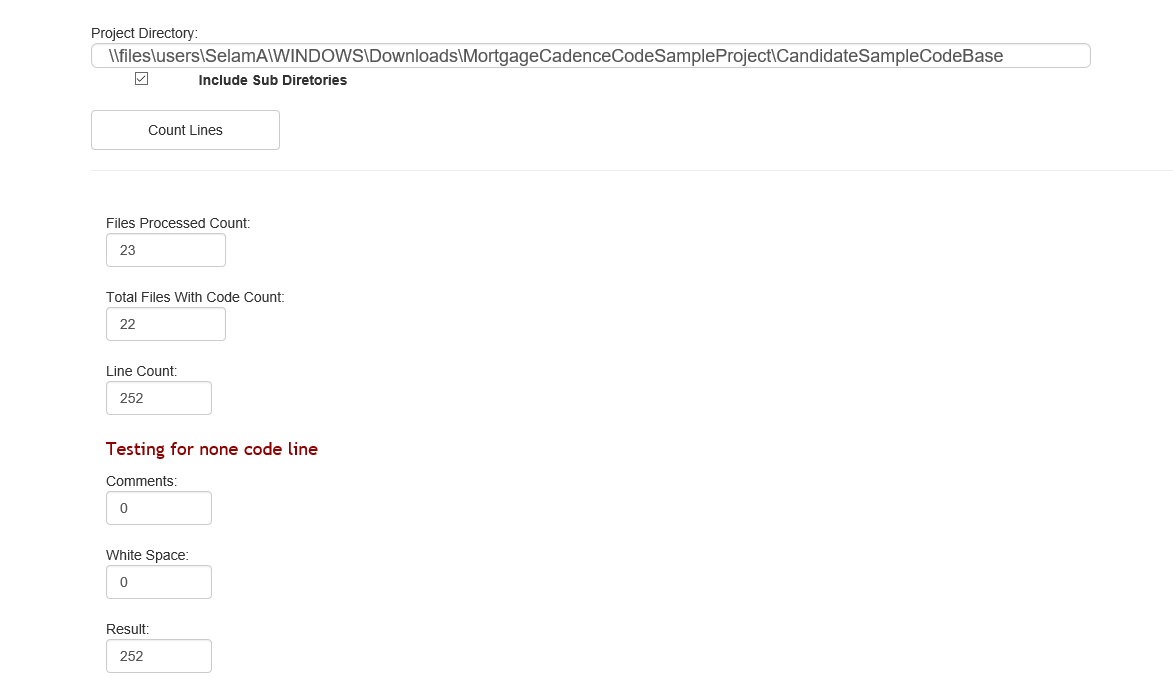 Project Directory:
\\files\users\SelamA\WINDOWS\Downloads\MortgageCadenceCodeSampleProject\CandidateSampleCodeBase
Include Sub Diretories
Count Lines
Files Processed Count:
23
Total Files With Code Count:
22
Line Count:
252
Testing for none code line
Comments:
0
White Space:
0
Result:
252